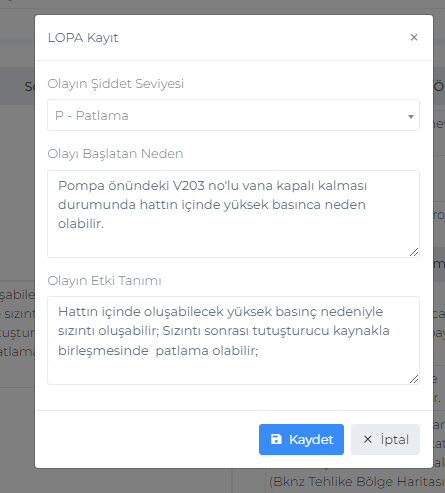 LOPA Kayıt
×
Olayın Şiddet Seviyesi
P - Patlama
Olayı Başlatan Neden
Pompa önündeki V203 no'lu vana kapalı kalması
durumunda hattın içinde yüksek basınca neden
olabilir.
Olayın Etki Tanımı
Hattın içinde oluşabilecek yüksek basınç nedeniyle
sızıntı oluşabilir; Sızıntı sonrası tutuşturucu kaynakla
birleşmesinde patlama olabilir;
Kaydet
× İptal
(Bknz Tehlike Bölge Haritası